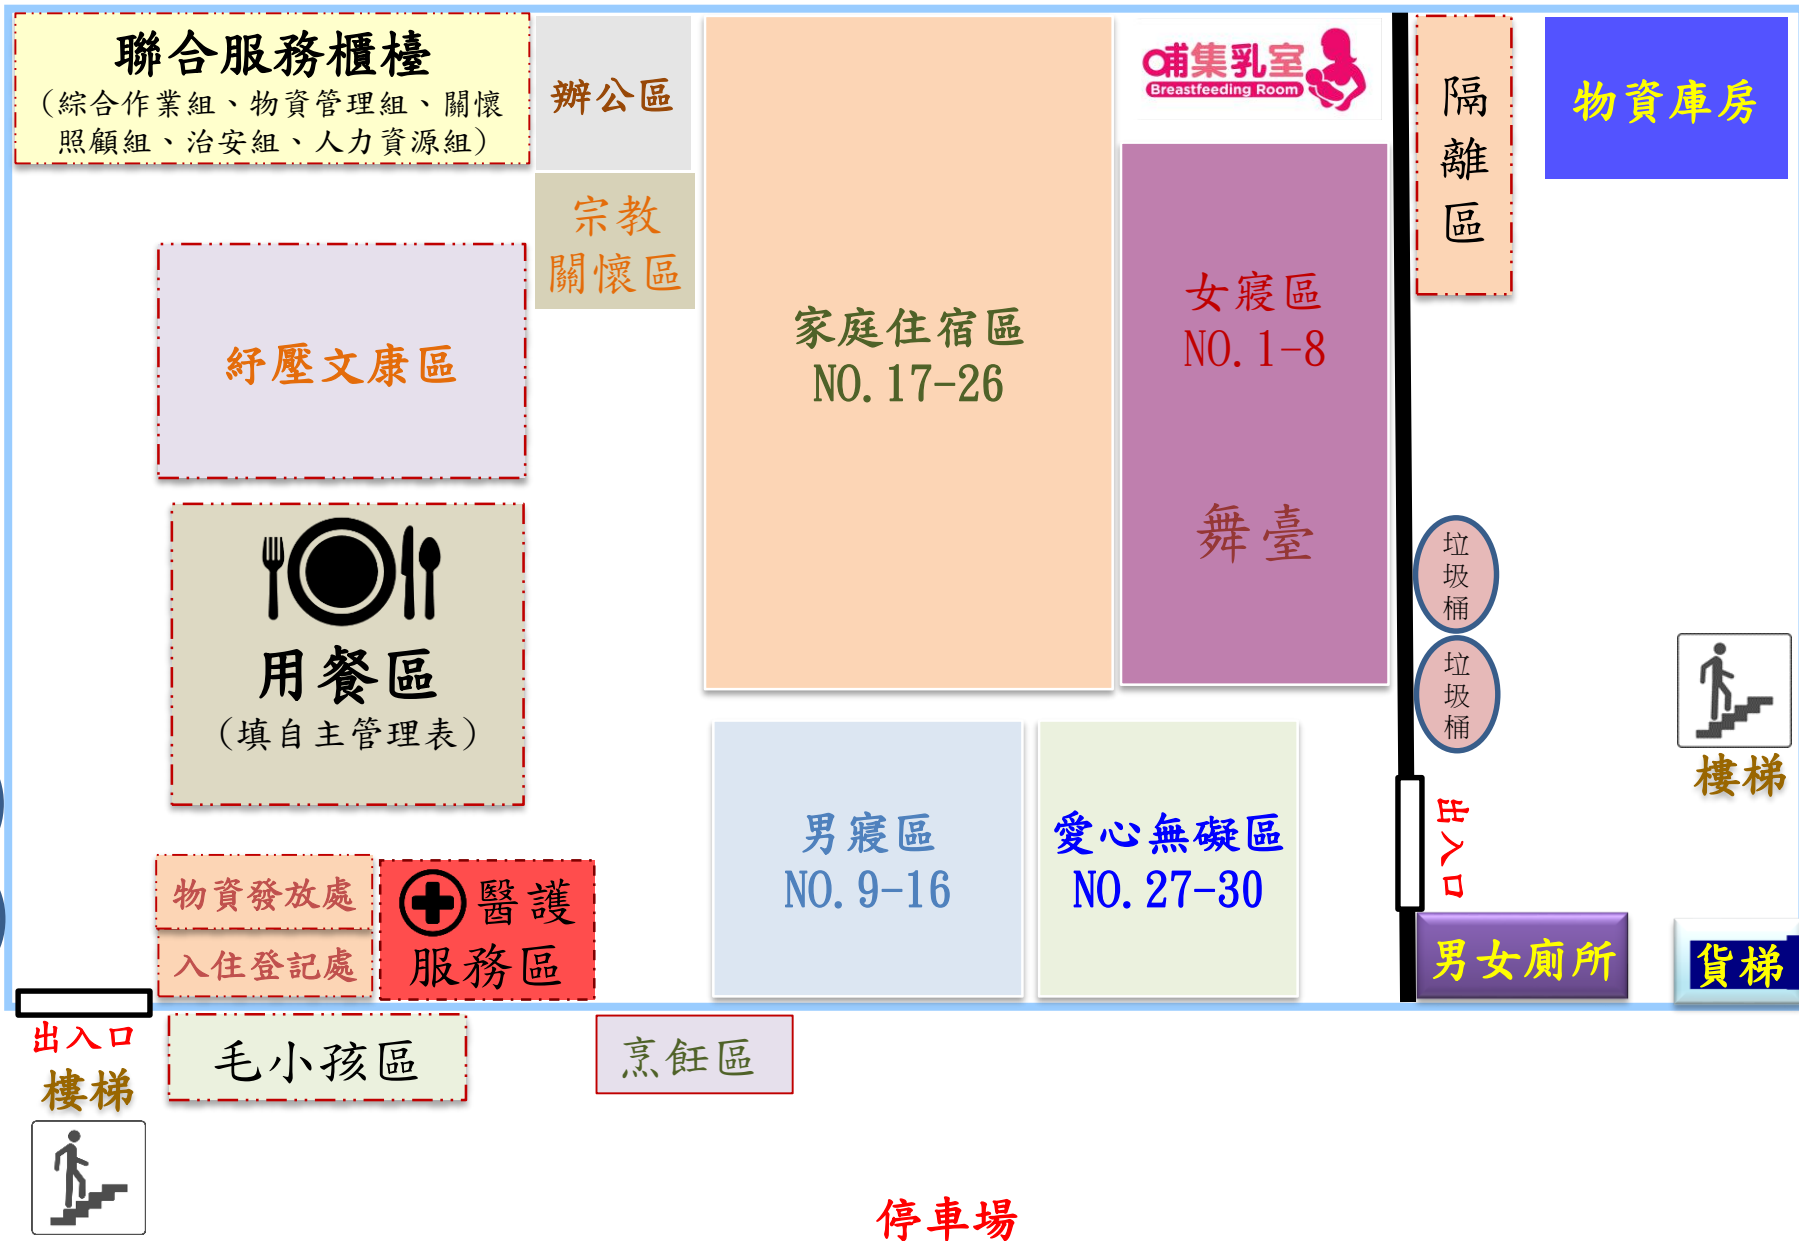 聯合服務櫃檯
（綜合作業組、物資管理組、關懷
照顧組、治安組、人力資源組）
辦公區
宗教
關懷區
哺集乳室
Breastfeeding Room
隔
離
區
物資庫房
紓壓文康區
家庭住宿區
NO.17-26
女寢區
NO.1-8
舞臺
用餐區
（填自主管理表）
垃
圾
桶
垃
圾
桶
樓梯
男寢區
NO.9-16
愛心無礙區
NO.27-30
出入口
物資發放處
入住登記處
醫護
服務區
男女廁所
貨梯
出入口
樓梯
毛小孩區
烹飪區
停車場